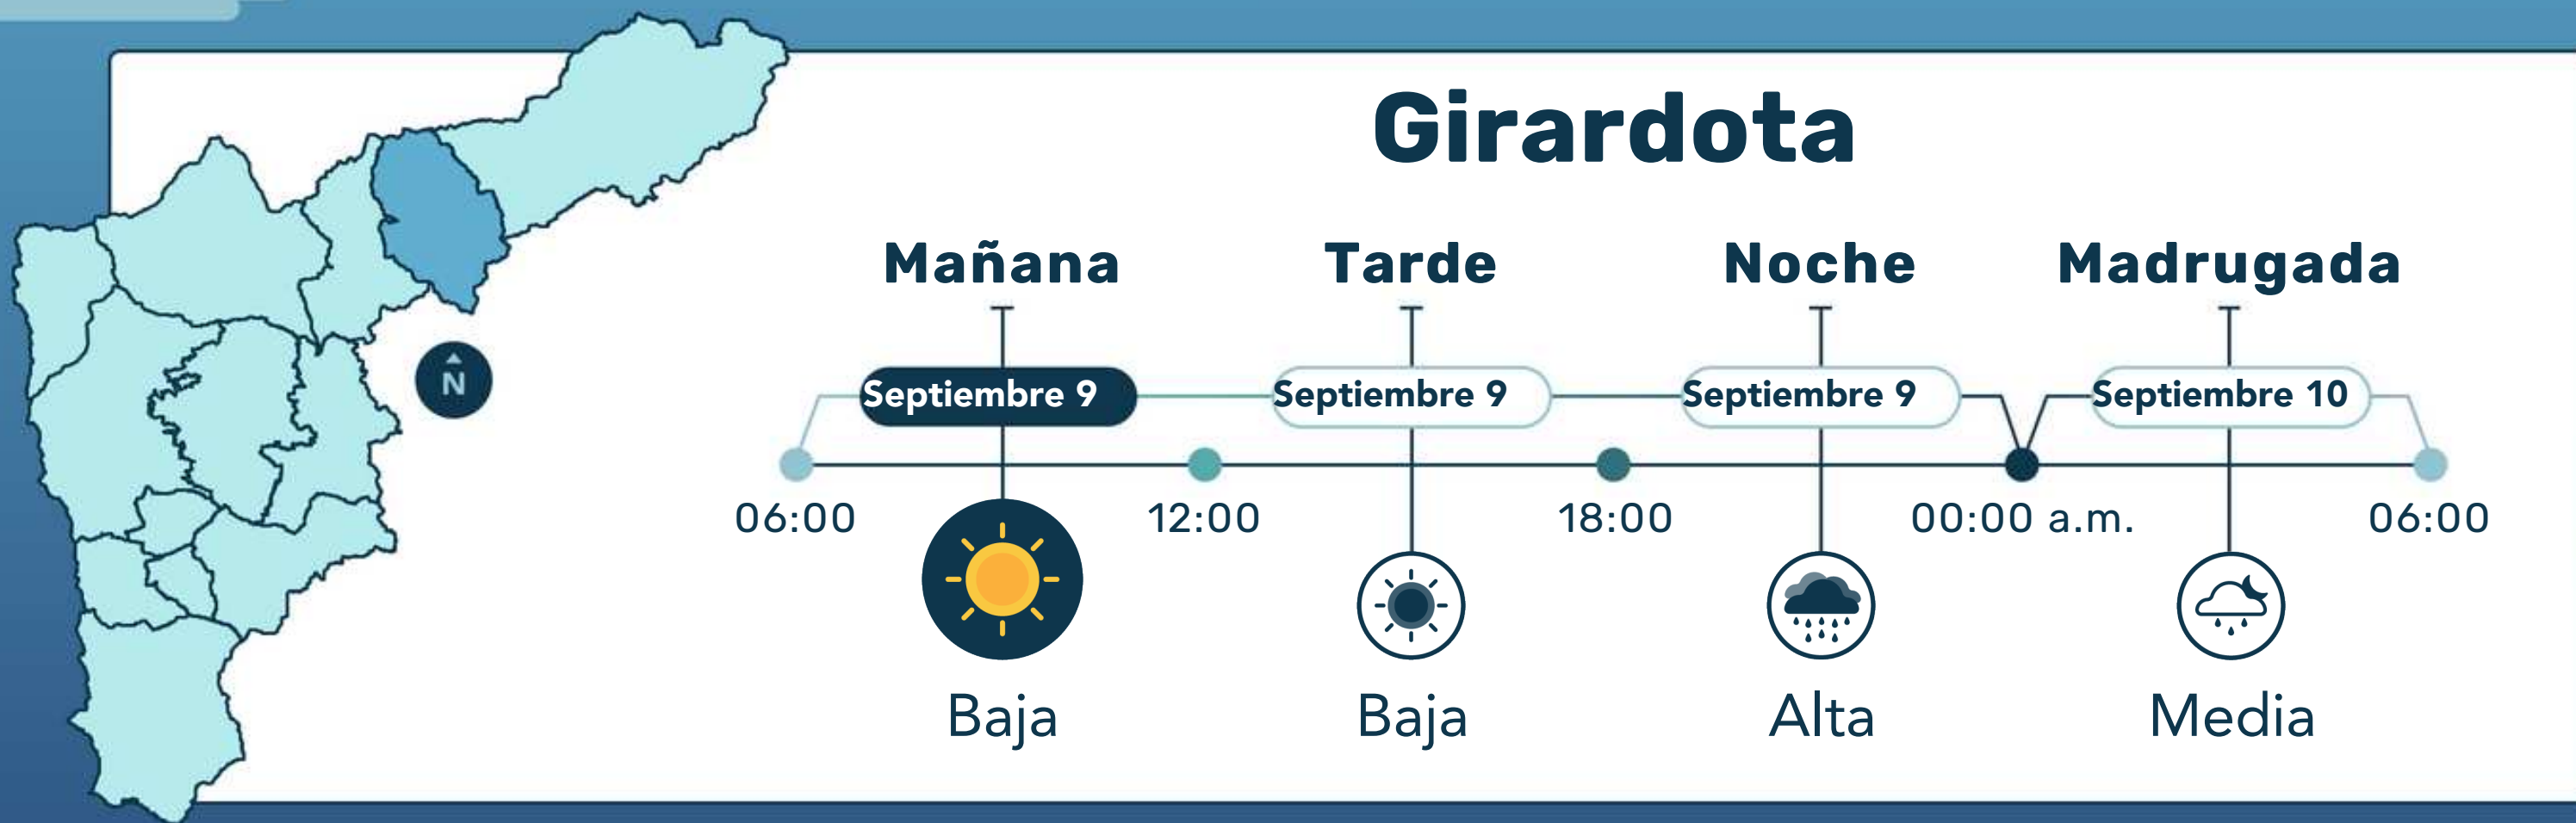 Girardota
Mañana Tarde Noche Madrugada
N
Septiembre 9 Septiembre 9 Septiembre 9 Septiembre 10
06:00 12:00 18:00 00:00 a.m. 06:00
Baja Baja Alta Media